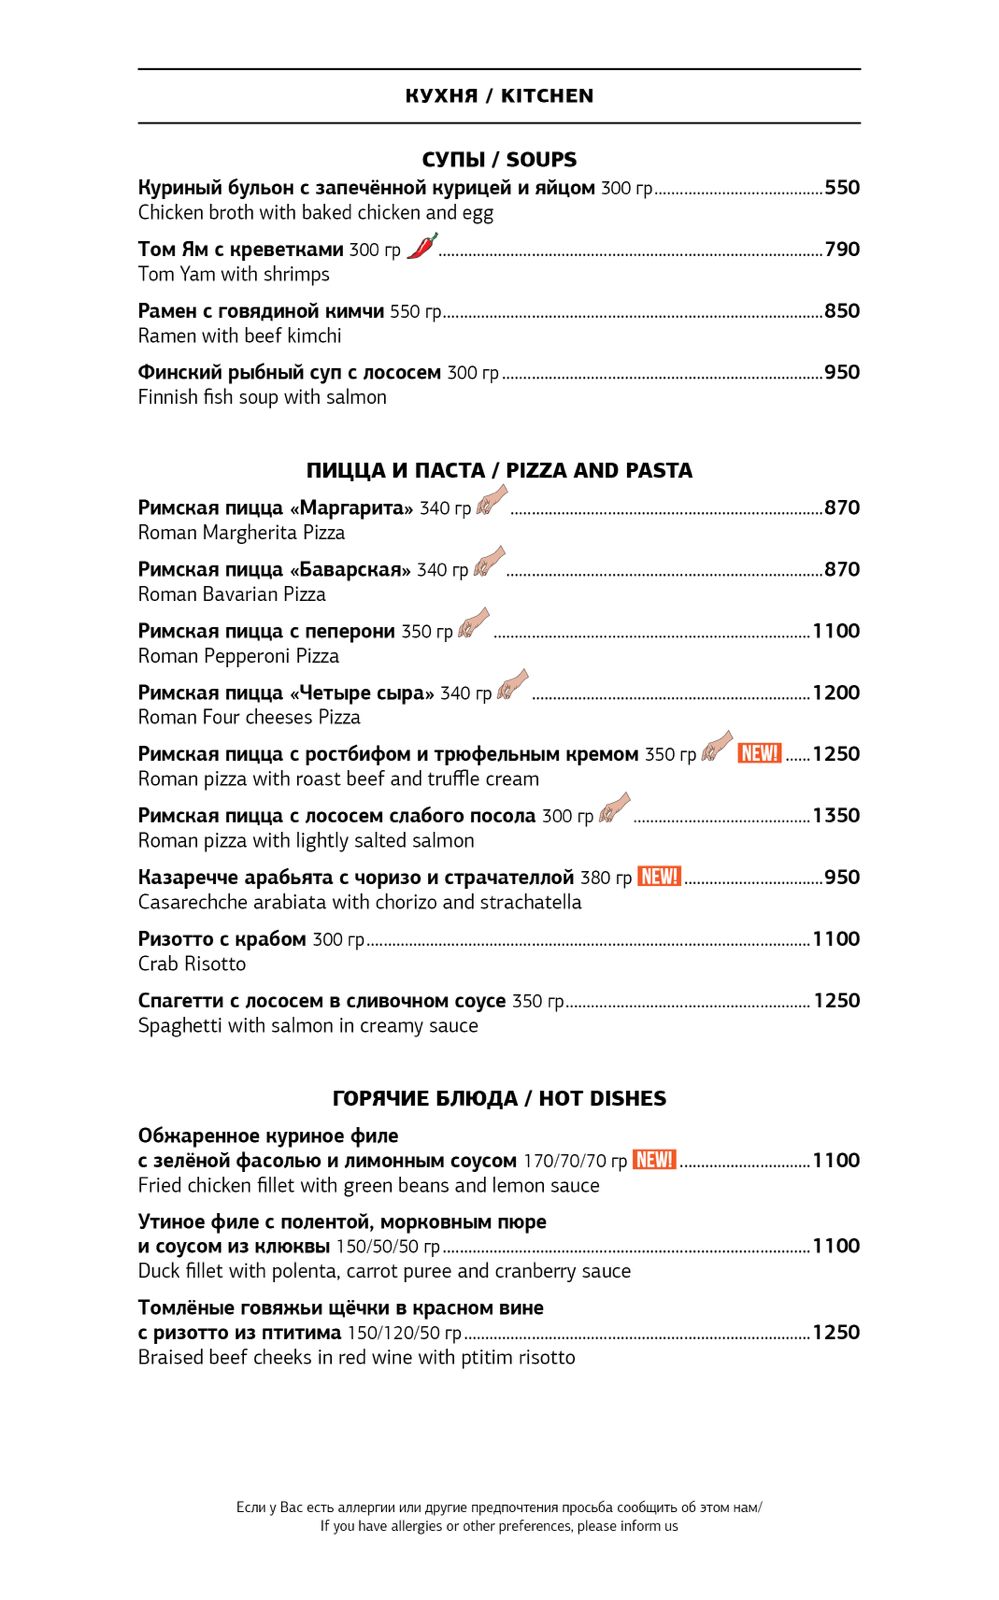 КУХНЯ / KITCHEN
СУПЫ / SOUPS
Куриный бульон с запечённой курицей и яйцом 300 гр....................550
Chicken broth with baked chicken and egg
Том Ям с креветками 300 гр ....................790
Tom Yam with shrimps
Рамен с говядиной кимчи 550 гр....................850
Ramen with beef kimchi
Финский рыбный суп с лососем 300 гр....................950
Finnish fish soup with salmon
ПИЦЦА И ПАСТА / PIZZA AND PASTA
Римская пицца «Маргарита» 340 гр ....................870
Roman Margherita Pizza
Римская пицца «Баварская» 340 гр ....................870
Roman Bavarian Pizza
Римская пицца с пеперони 350 гр ....................1100
Roman Pepperoni Pizza
Римская пицца «Четыре сыра» 340 гр ....................1200
Roman Four cheeses Pizza
Римская пицца с ростбифом и трюфельным кремом 350 гр NEW! ......1250
Roman pizza with roast beef and truffle cream
Римская пицца с лососем слабого посола 300 гр ....................1350
Roman pizza with lightly salted salmon
Казаречче арабьята с чоризо и страчателлой 380 гр NEW! ....................950
Casarechche arabiata with chorizo and strachatella
Ризотто с крабом 300 гр....................1100
Crab Risotto
Спагетти с лососем в сливочном соусе 350 гр....................1250
Spaghetti with salmon in creamy sauce
ГОРЯЧИЕ БЛЮДА / HOT DISHES
Обжаренное куриное филе
с зелёной фасолью и лимонным соусом 170/70/70 гр NEW! ....................1100
Fried chicken fillet with green beans and lemon sauce
Утиное филе с полентой, морковным пюре
и соусом из клюквы 150/50/50 гр....................1100
Duck fillet with polenta, carrot puree and cranberry sauce
Томлёные говяжьи щёчки в красном вине
с ризотто из птитима 150/120/50 гр....................1250
Braised beef cheeks in red wine with ptitim risotto
Если у Вас есть аллергии или другие предпочтения просьба сообщить об этом нам/
If you have allergies or other preferences, please inform us